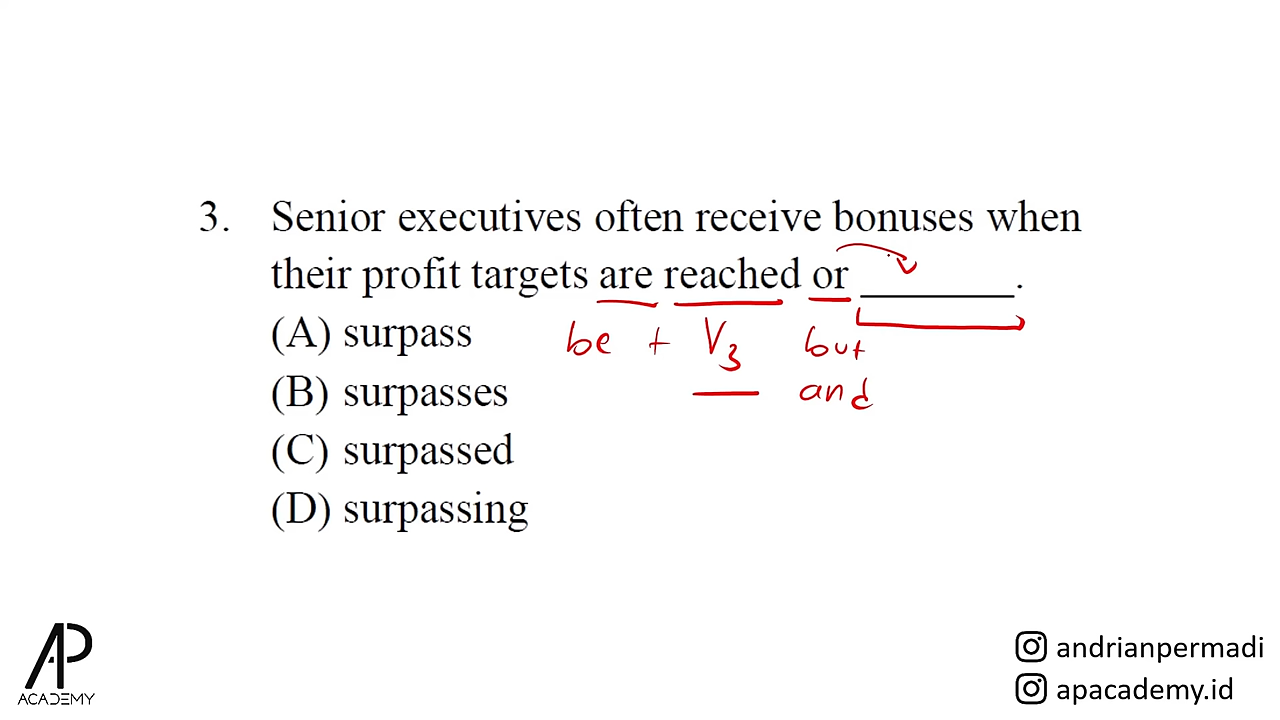 3. Senior executives often receive bonuses when
their profit targets are reached or ________.
(A) surpass
be + V3 but
(B) surpasses
and
(C) surpassed
(D) surpassing
AP
ACADEMY
andrianpermadi
apacademy.id